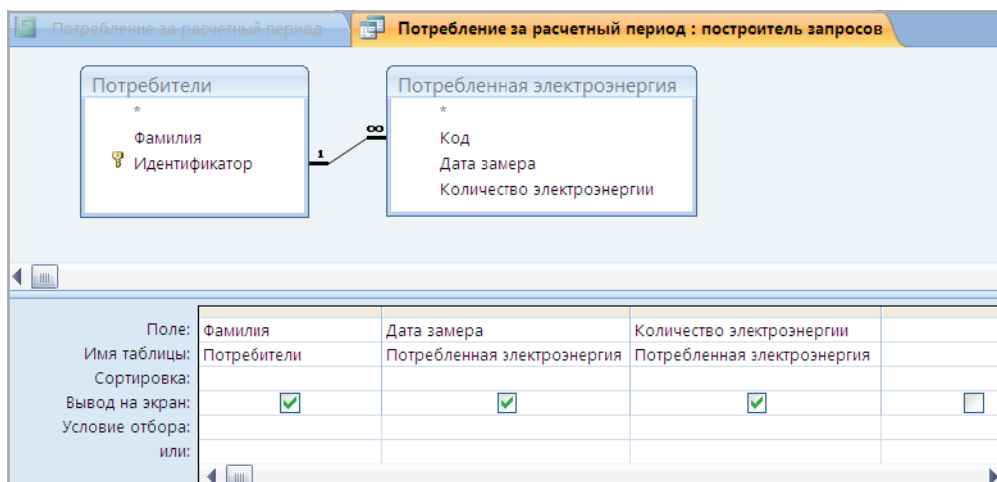 Потребление за расчетный период Потребление за расчетный период : построитель запросов
Потребители
*
Фамилия
Идентификатор
1
∞
Потребленная электроэнергия
*
Код
Дата замера
Количество электроэнергии
Поле: Фамилия Дата замера Количество электроэнергии
Имя таблицы: Потребители Потребленная электроэнергия Потребленная электроэнергия
Сортировка:
Вывод на экран:
Условие отбора:
или: